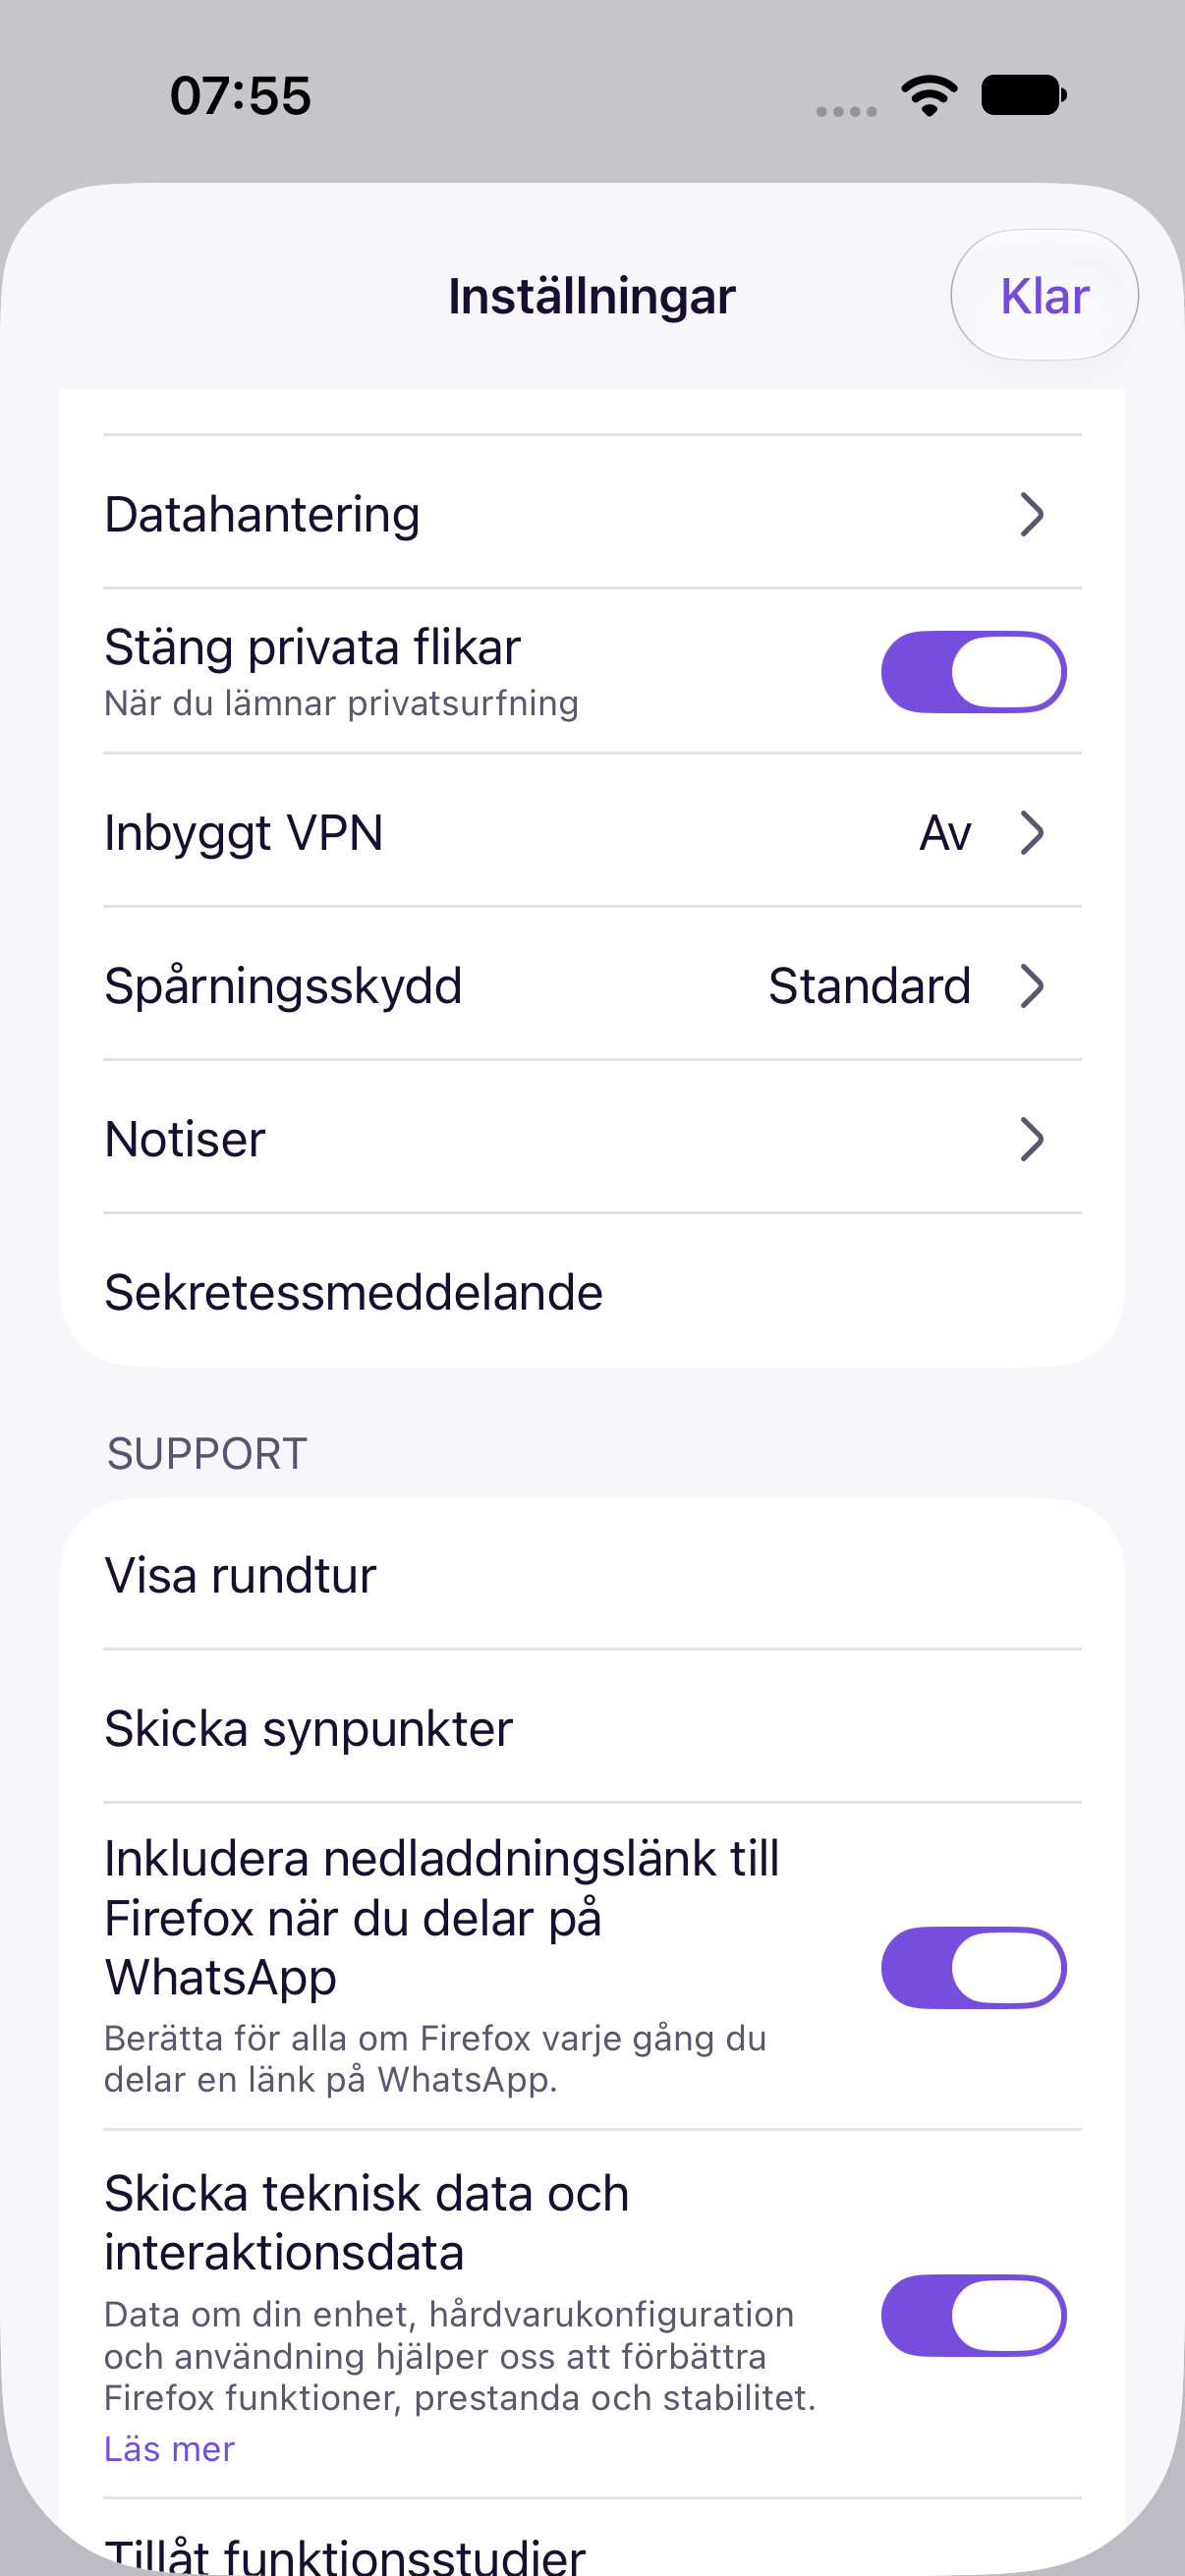 07:55
Inställningar
Klar
Datahantering
Stäng privata flikar
När du lämnar privatsurfning
Inbyggt VPN
Av
Spårningsskydd
Standard
Notiser
Sekretessmeddelande
SUPPORT
Visa rundtur
Skicka synpunkter
Inkludera nedladdningslänk till
Firefox när du delar på
WhatsApp
Berätta för alla om Firefox varje gång du
delar en länk på WhatsApp.
Skicka teknisk data och
interaktionsdata
Data om din enhet, hårdvarukonfiguration
och användning hjälper oss att förbättra
Firefox funktioner, prestanda och stabilitet.
Läs mer
Tillåt funktionsstudier